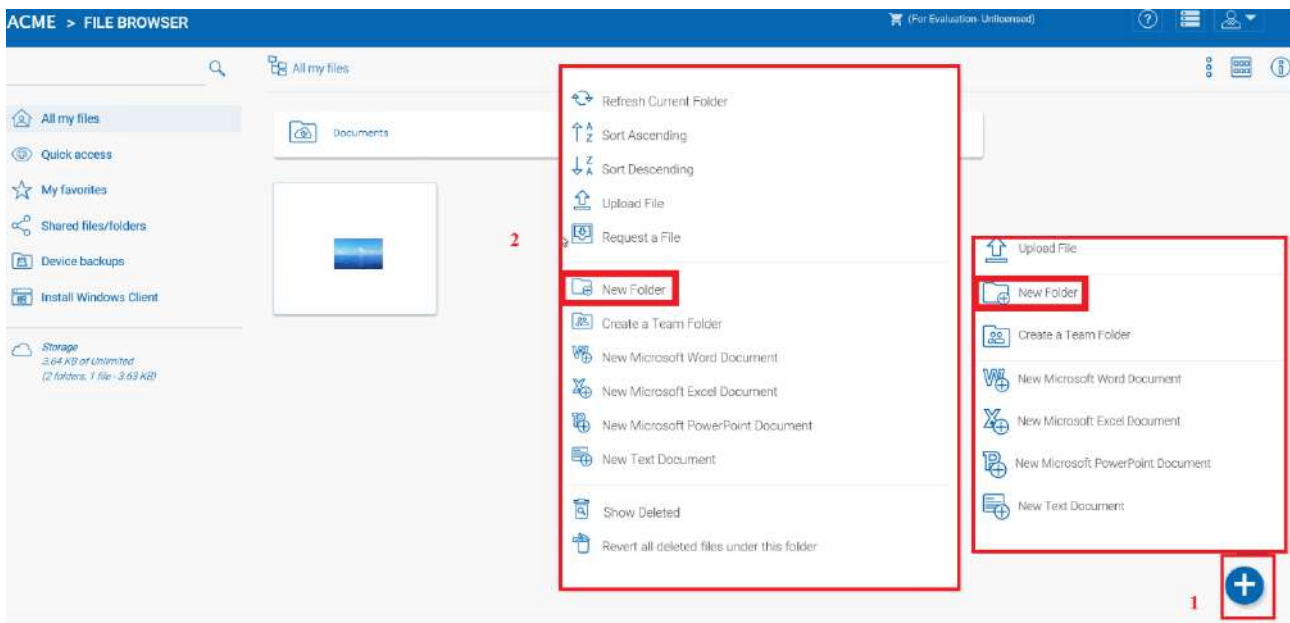 ACME > FILE BROWSER
(For Evaluation- Unlicensed)
All my files
All my files
Quick access
My favorites
Shared files/folders
Device backups
Install Windows Client
Storage
3.64 KB of Unlimited
(2 folders, 1 file - 3.63 KB)
Documents
2
Refresh Current Folder
Sort Ascending
Sort Descending
Upload File
Request a File
New Folder
Create a Team Folder
New Microsoft Word Document
New Microsoft Excel Document
New Microsoft PowerPoint Document
New Text Document
Show Deleted
Revert all deleted files under this folder
Upload File
New Folder
Create a Team Folder
New Microsoft Word Document
New Microsoft Excel Document
New Microsoft PowerPoint Document
New Text Document
1